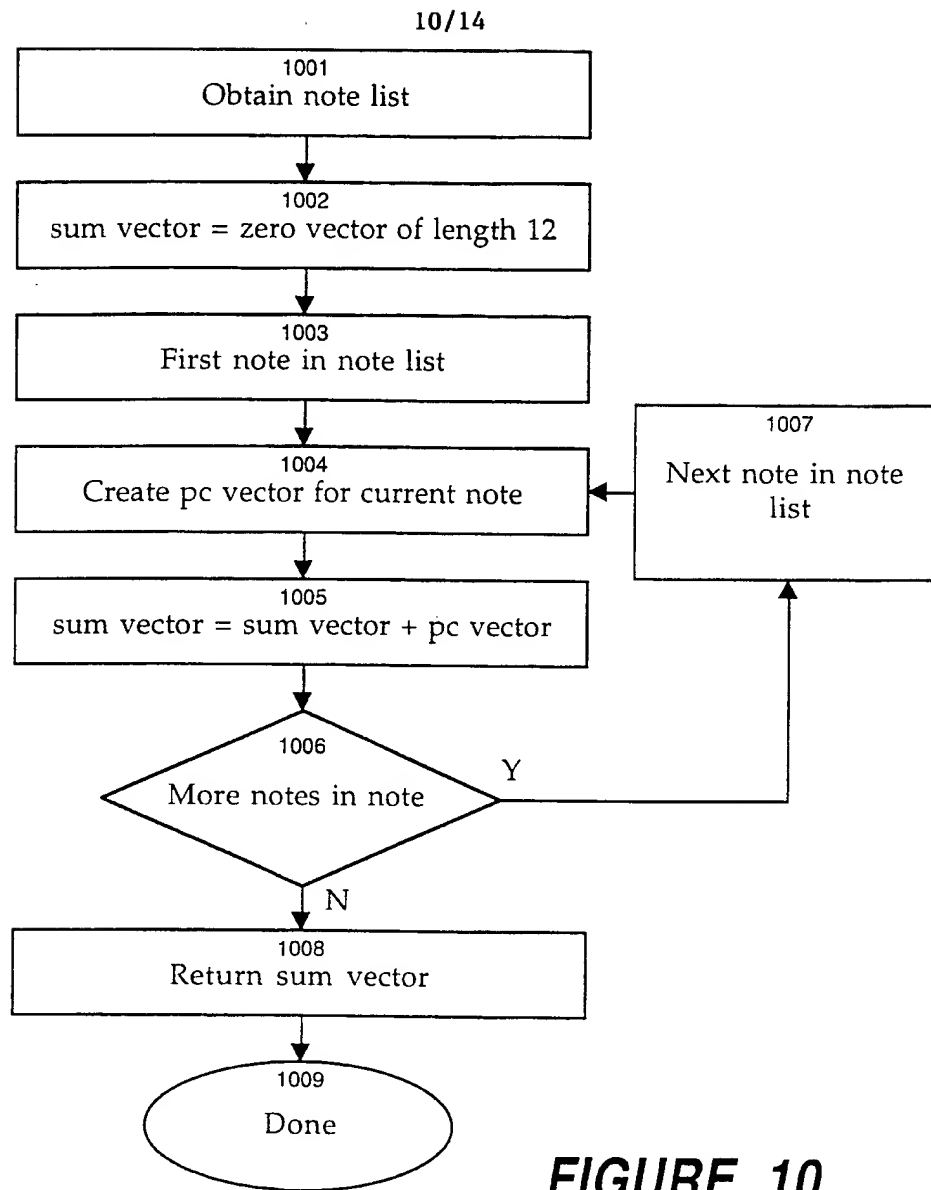 10/14
1001
Obtain note list
1002
sum vector = zero vector of length 12
1003
First note in note list
1004
Create pc vector for current note
1007
Next note in note
list
1005
sum vector = sum vector + pc vector
1006
More notes in note
Y
N
1008
Return sum vector
1009
Done
FIGURE 10